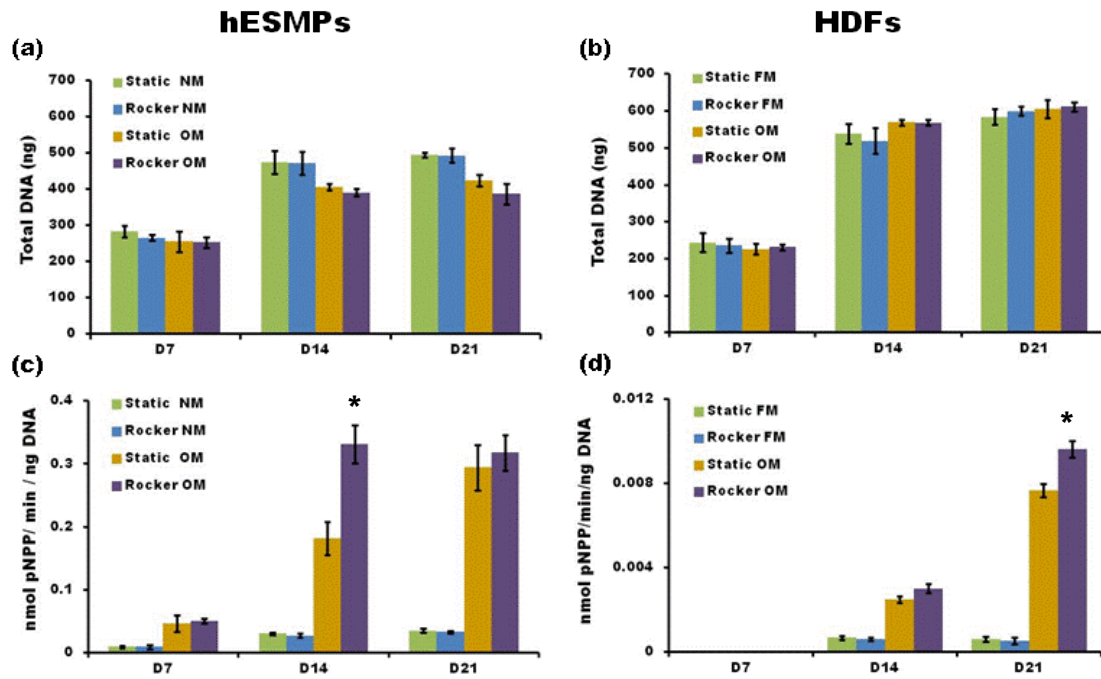 hESMPs
HDFs
(a)
Total DNA (ng)
700
600
500
400
300
200
100
0
Static NM
Rocker NM
Static OM
Rocker OM
D7
D14
D21
(b)
Total DNA (ng)
700
600
500
400
300
200
100
0
Static FM
Rocker FM
Static OM
Rocker OM
D7
D14
D21
(c)
nmol pNPP/ min / ng DNA
0.4
0.3
0.2
0.1
0
Static NM
Rocker NM
Static OM
Rocker OM
*
D7
D14
D21
(d)
nmol pNPP/min/ng DNA
0.012
0.008
0.004
0.000
Static FM
Rocker FM
Static OM
Rocker OM
*
D7
D14
D21